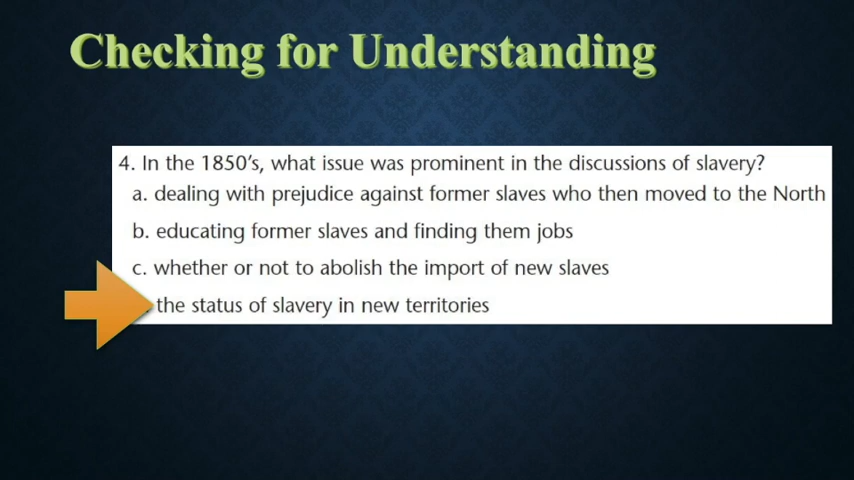 Checking for Understanding
4. In the 1850's, what issue was prominent in the discussions of slavery?
a. dealing with prejudice against former slaves who then moved to the North
b. educating former slaves and finding them jobs
c. whether or not to abolish the import of new slaves
the status of slavery in new territories